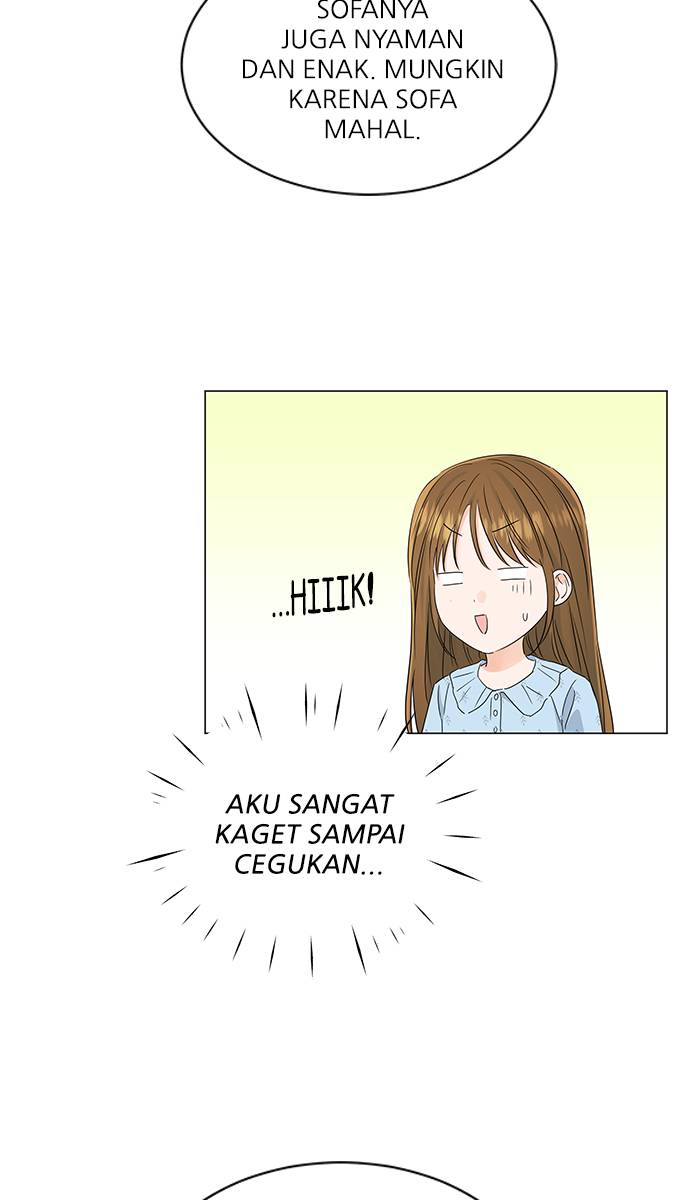 SOFANYA
JUGA NYAMAN
DAN ENAK. MUNGKIN
KARENA SOFA
MAHAL.
...HIIIK!
AKU SANGAT
KAGET SAMPAI
CEGUKAN...